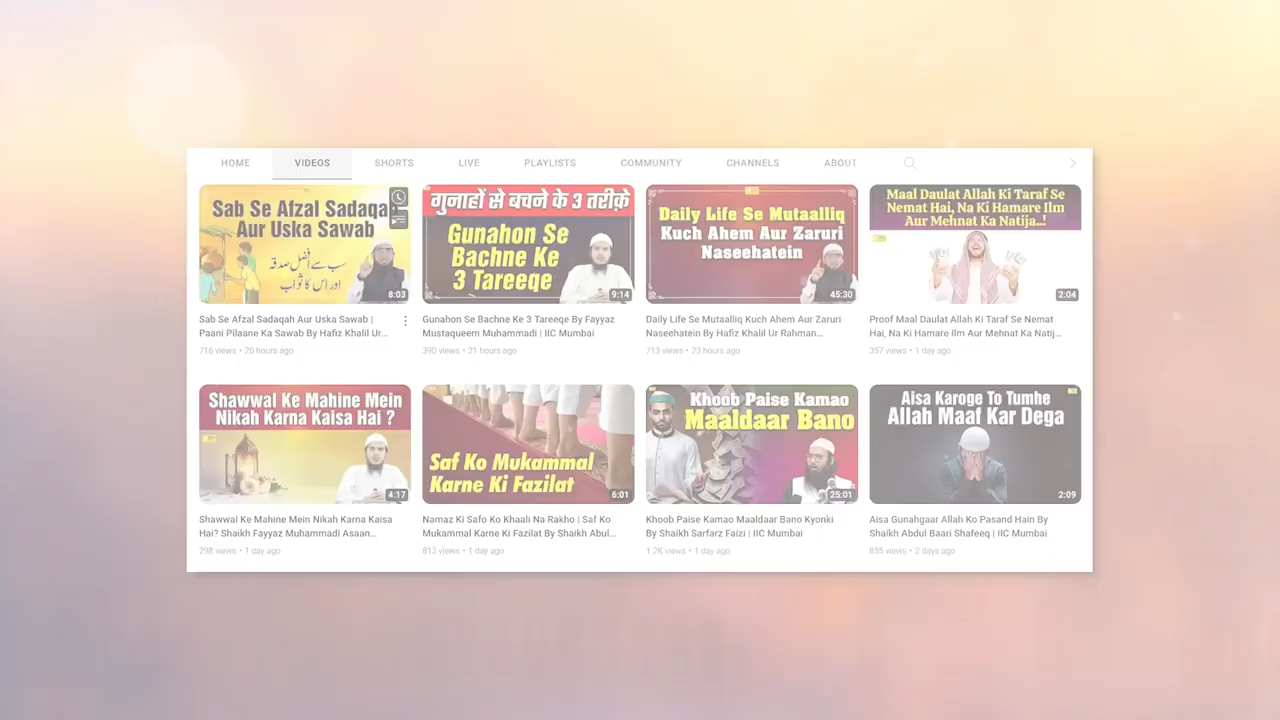 HOME VIDEOS SHORTS LIVE PLAYLISTS COMMUNITY CHANNELS ABOUT
Sab Se Afzal Sadaqa
Aur Uska Sawab
سب سے افضل صدقہ
اور اس کا ثواب
8:03
गुनाहों से बचने के 3 तरीक़े
Gunahon Se
Bachne Ke
3 Tareeqe
9:14
Daily Life Se Mutaalliq
Kuch Ahem Aur Zaruri
Naseehatein
45:30
Maal Daulat Allah Ki Taraf Se
Nemat Hai, Na Ki Hamare Ilm
Aur Mehnat Ka Natija..!
2:04
Sab Se Afzal Sadaqah Aur Uska Sawab |
Paani Pilaane Ka Sawab By Hafiz Khalil Ur...
716 views • 20 hours ago
Gunahon Se Bachne Ke 3 Tareeqe By Fayyaz
Mustaqueem Muhammadi | IIC Mumbai
390 views • 21 hours ago
Daily Life Se Mutaalliq Kuch Ahem Aur Zaruri
Naseehatein By Hafiz Khalil Ur Rahman...
713 views • 23 hours ago
Proof Maal Daulat Allah Ki Taraf Se Nemat
Hai, Na Ki Hamare Ilm Aur Mehnat Ka Natij...
357 views • 1 day ago
Shawwal Ke Mahine Mein
Nikah Karna Kaisa Hai ?
4:17
Saf Ko Mukammal
Karne Ki Fazilat
6:01
Khoob Paise Kamao
Maaldaar Bano
25:01
Aisa Karoge To Tumhe
Allah Maaf Kar Dega
2:09
Shawwal Ke Mahine Mein Nikah Karna Kaisa
Hai? Shaikh Fayyaz Muhammadi Asaan...
298 views • 1 day ago
Namaz Ki Safo Ko Khaali Na Rakho | Saf Ko
Mukammal Karne Ki Fazilat By Shaikh Abul...
813 views • 1 day ago
Khoob Paise Kamao Maaldaar Bano Kyonki
By Shaikh Sarfarz Faizi | IIC Mumbai
1.2K views • 1 day ago
Aisa Gunahgaar Allah Ko Pasand Hain By
Shaikh Abdul Baari Shafeeq | IIC Mumbai
views • 2 days ago